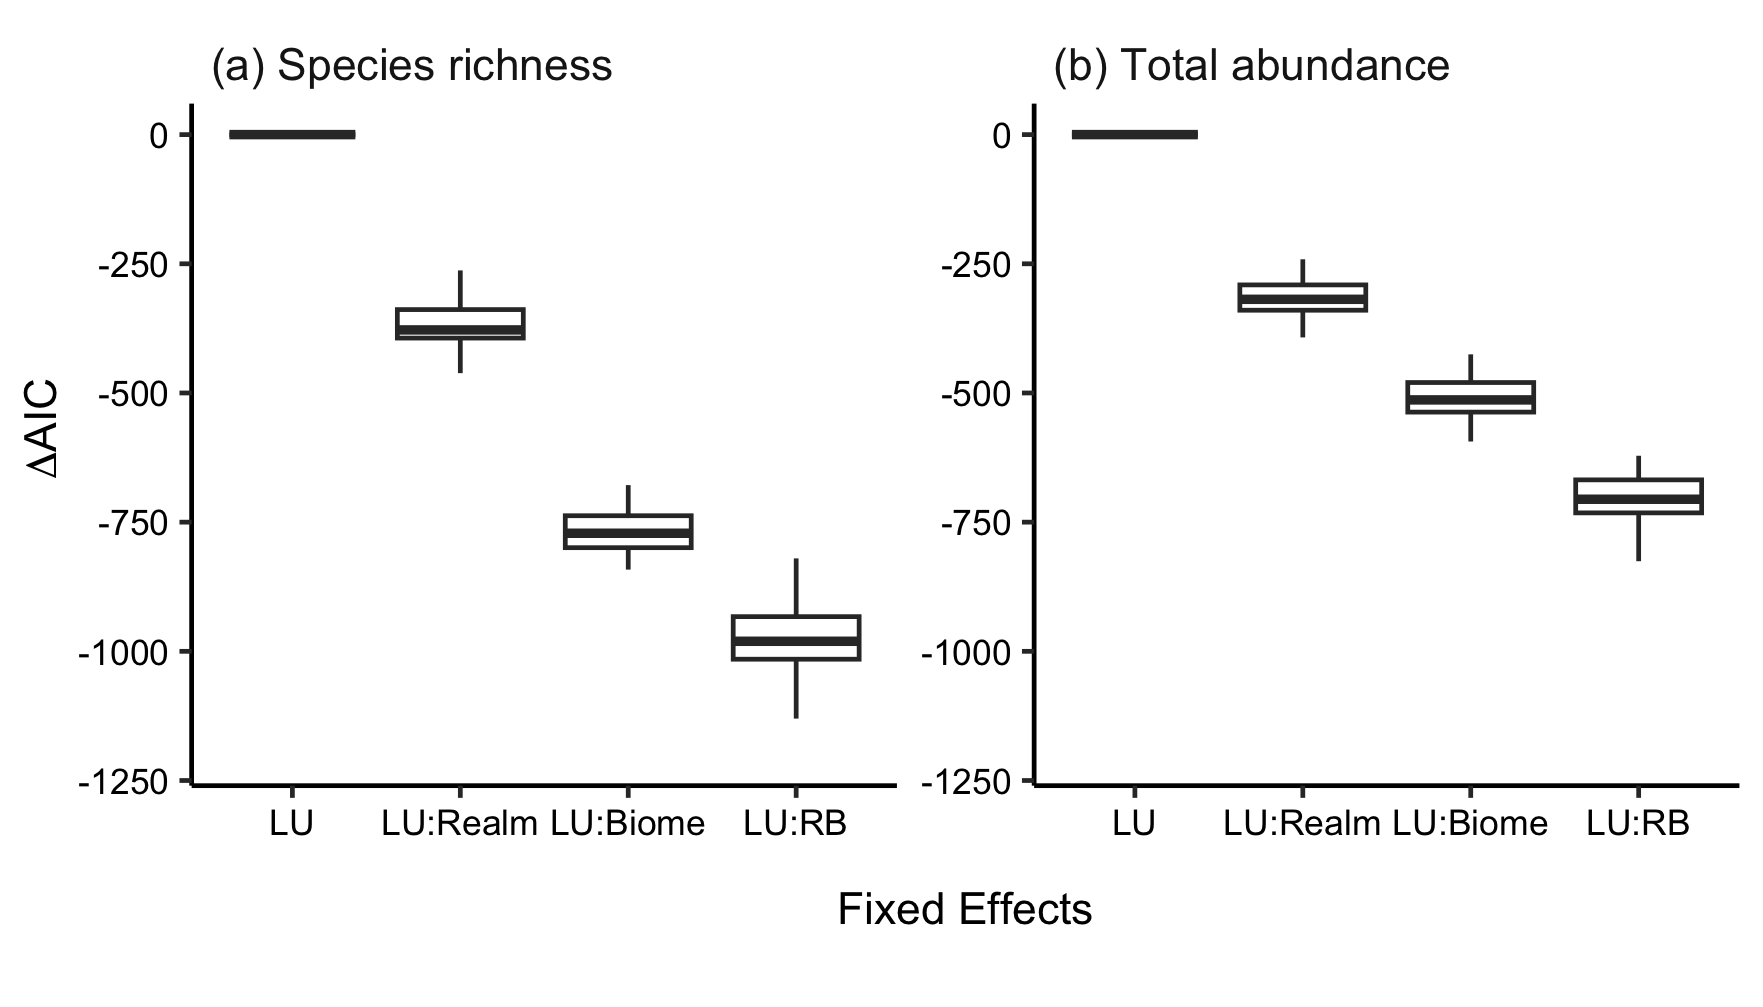 (a) Species richness
(b) Total abundance
ΔAIC
0
-250
-500
-750
-1000
-1250
LU LU:Realm LU:Biome LU:RB
0
-250
-500
-750
-1000
-1250
LU LU:Realm LU:Biome LU:RB
Fixed Effects